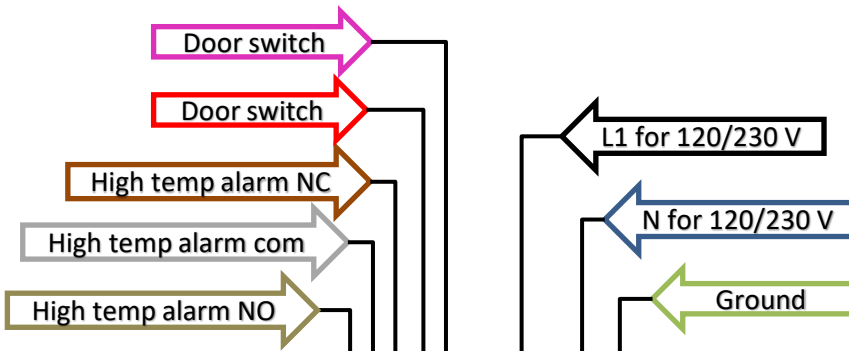 Door switch
Door switch
High temp alarm NC
High temp alarm com
High temp alarm NO
L1 for 120/230 V
N for 120/230 V
Ground